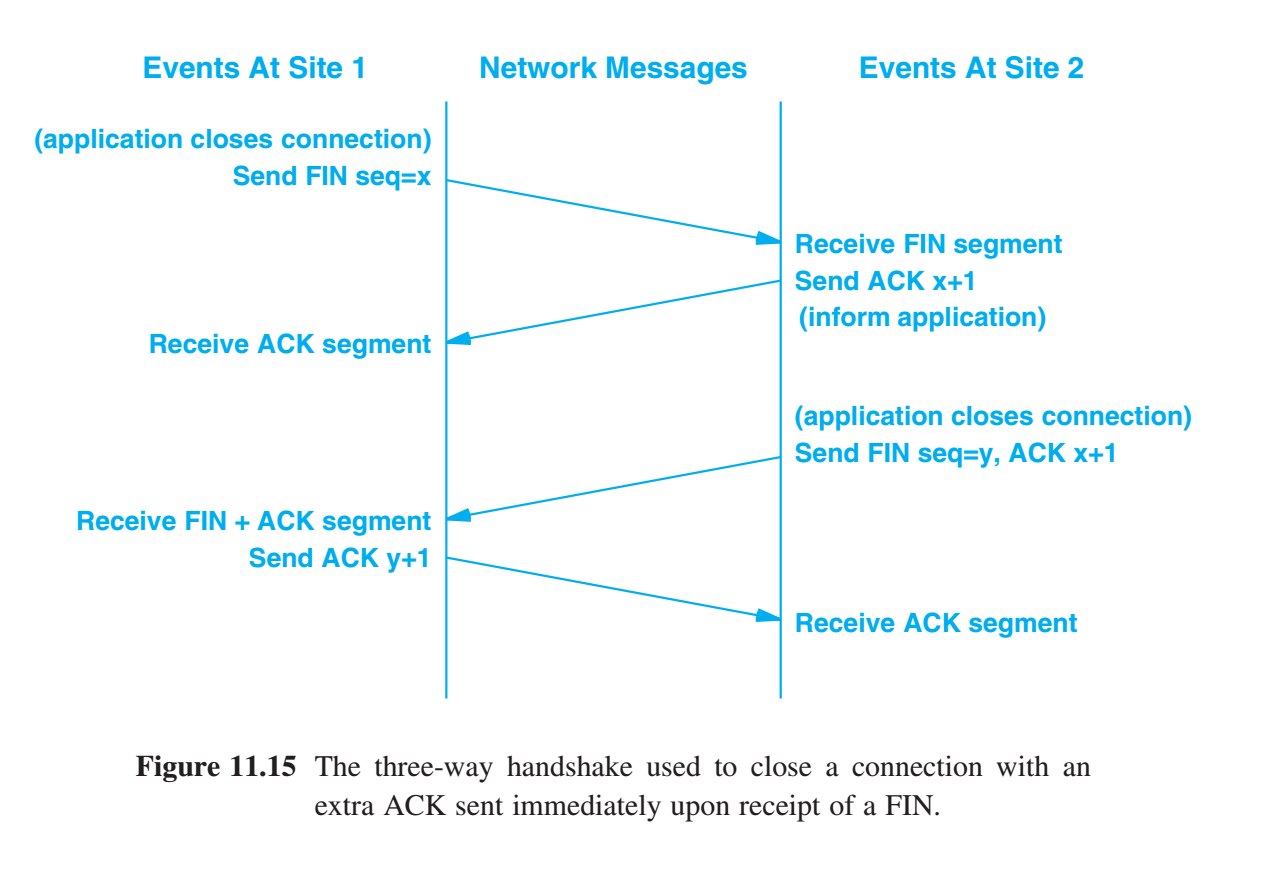 Events At Site 1
Network Messages
Events At Site 2
(application closes connection)
Send FIN seq=x
Receive FIN segment
Send ACK x+1
(inform application)
Receive ACK segment
(application closes connection)
Send FIN seq=y, ACK x+1
Receive FIN + ACK segment
Send ACK y+1
Receive ACK segment
Figure 11.15 The three-way handshake used to close a connection with an
extra ACK sent immediately upon receipt of a FIN.